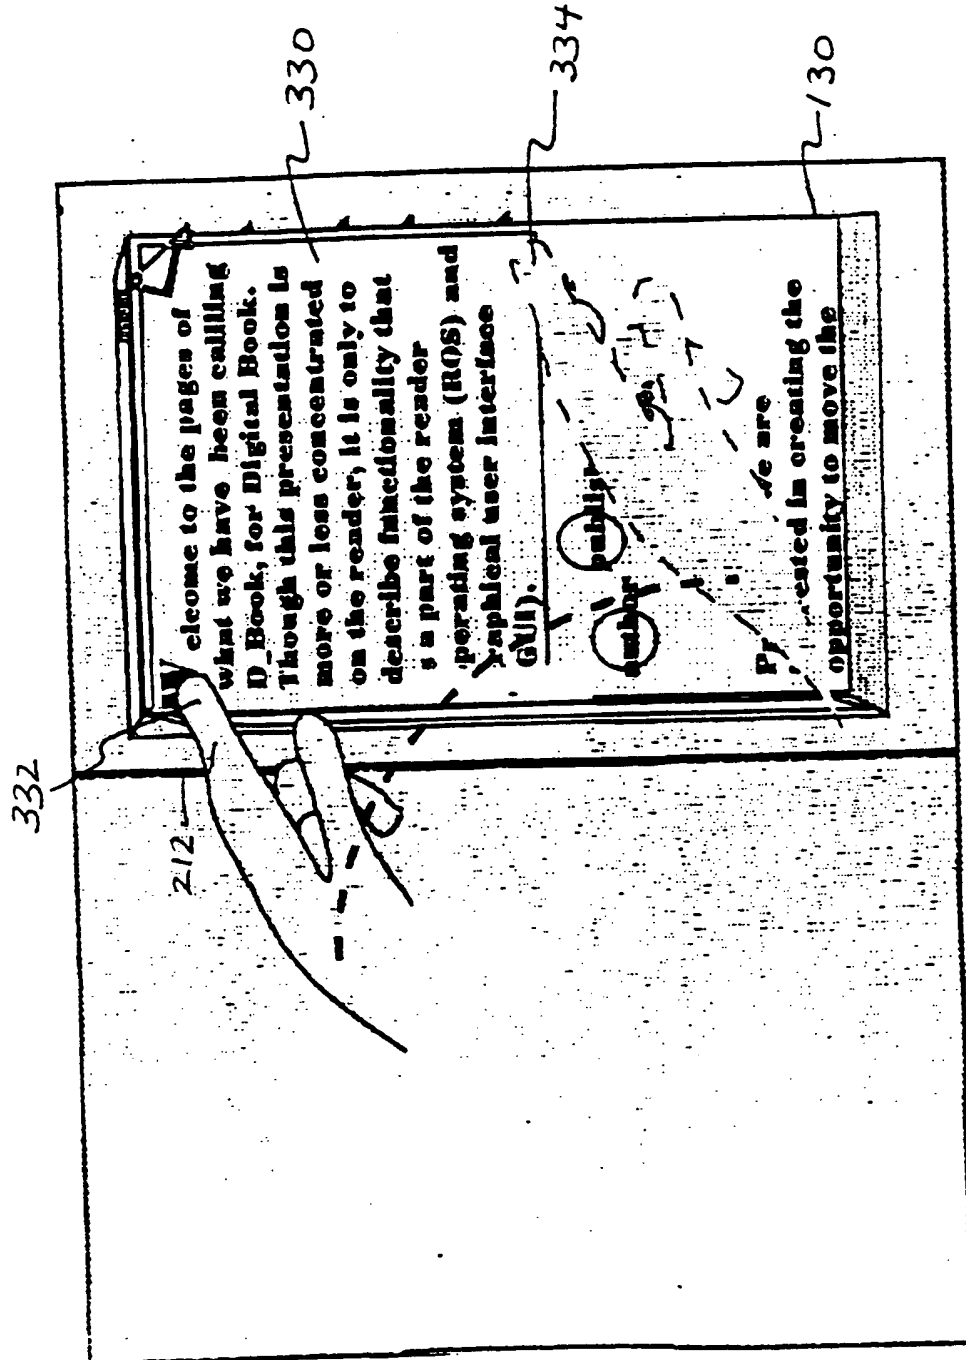 332
212
330
334
130
W elcome to the pages of
what we have been calling
D_Book, for Digital Book.
Though this presentation is
more or less concentrated
on the reader, it is only to
describe functionality that
s a part of the reader
perating system (ROS) and
raphical user interface
GUI).
author publish
e are
ested in creating the
opportunity to move the